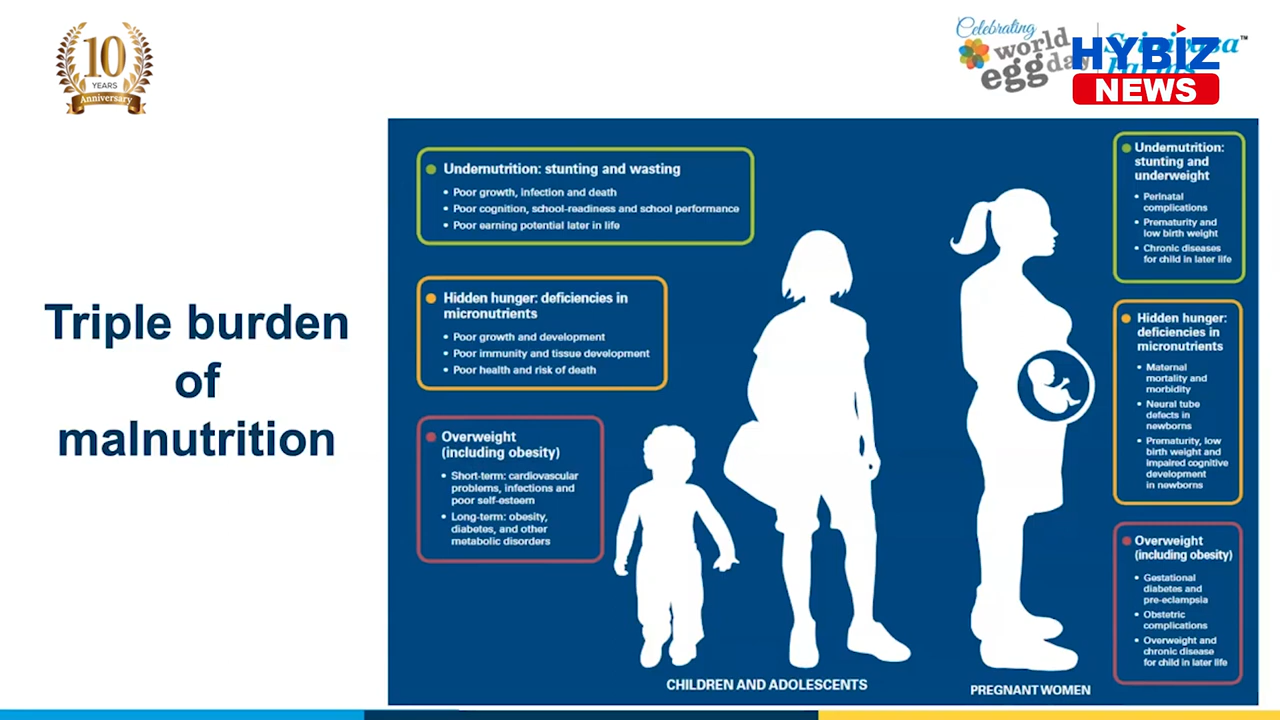 10
YEARS
Anniversary
Celebrating
world
egg day
HYBIZ
NEWS
™
Triple burden
of
malnutrition
Undernutrition: stunting and wasting
• Poor growth, infection and death
• Poor cognition, school-readiness and school performance
• Poor earning potential later in life
Hidden hunger: deficiencies in
micronutrients
• Poor growth and development
• Poor immunity and tissue development
• Poor health and risk of death
Overweight
(including obesity)
• Short-term: cardiovascular
problems, infections and
poor self-esteem
• Long-term: obesity,
diabetes, and other
metabolic disorders
CHILDREN AND ADOLESCENTS
Undernutrition:
stunting and
underweight
• Perinatal
complications
• Prematurity and
low birth weight
• Chronic diseases
for child in later life
Hidden hunger:
deficiencies in
micronutrients
• Maternal
mortality and
morbidity
• Neural tube
defects in
newborns
• Prematurity, low
birth weight and
impaired cognitive
development
in newborns
Overweight
(including obesity)
• Gestational
diabetes and
pre-eclampsia
• Obstetric
complications
• Overweight and
chronic disease
for child in later life
PREGNANT WOMEN